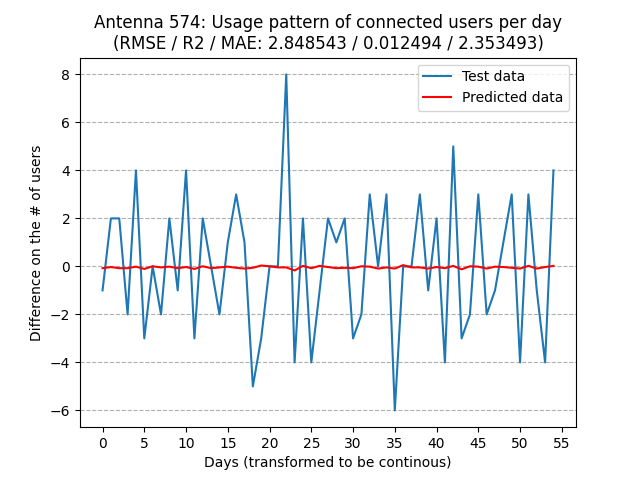 Antenna 574: Usage pattern of connected users per day
(RMSE / R2 / MAE: 2.848543 / 0.012494 / 2.353493)
Test data
Predicted data
Difference on the # of users
8
6
4
2
0
−2
−4
−6
0 5 10 15 20 25 30 35 40 45 50 55
Days (transformed to be continous)